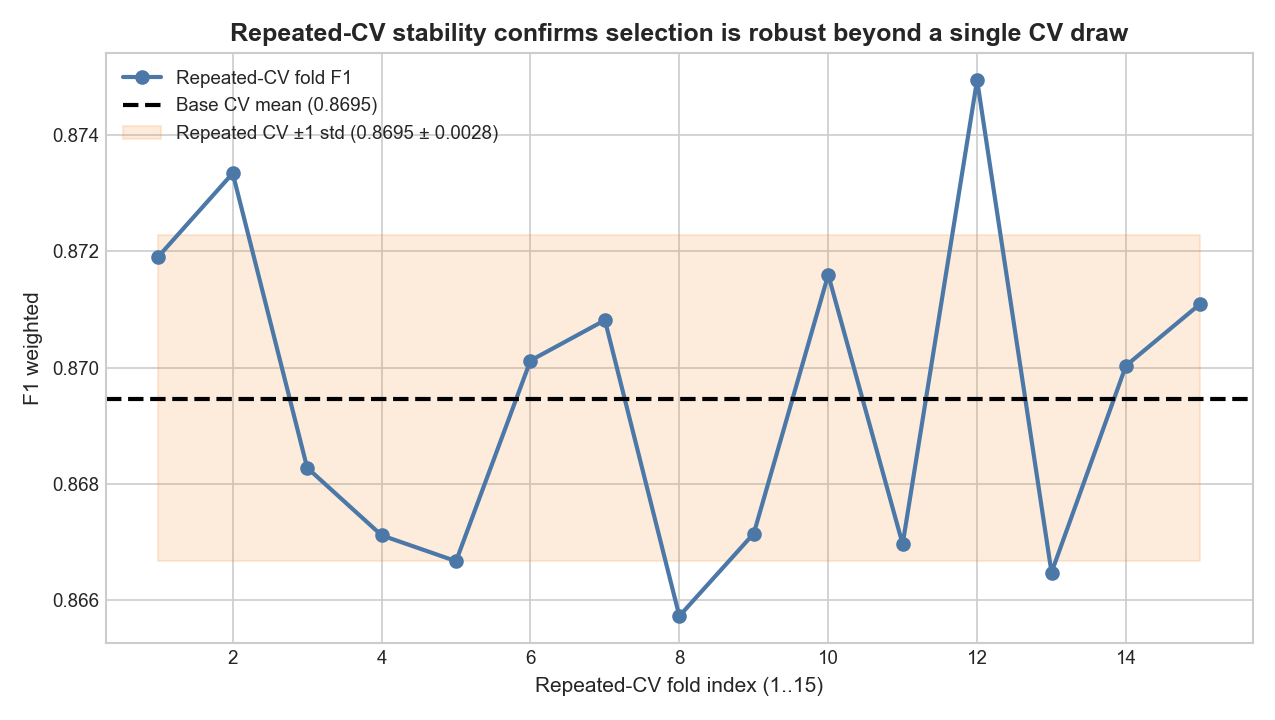 Repeated-CV stability confirms selection is robust beyond a single CV draw
Repeated-CV fold F1
Base CV mean (0.8695)
Repeated CV ±1 std (0.8695 ± 0.0028)
F1 weighted
0.874
0.872
0.870
0.868
0.866
2 4 6 8 10 12 14
Repeated-CV fold index (1..15)